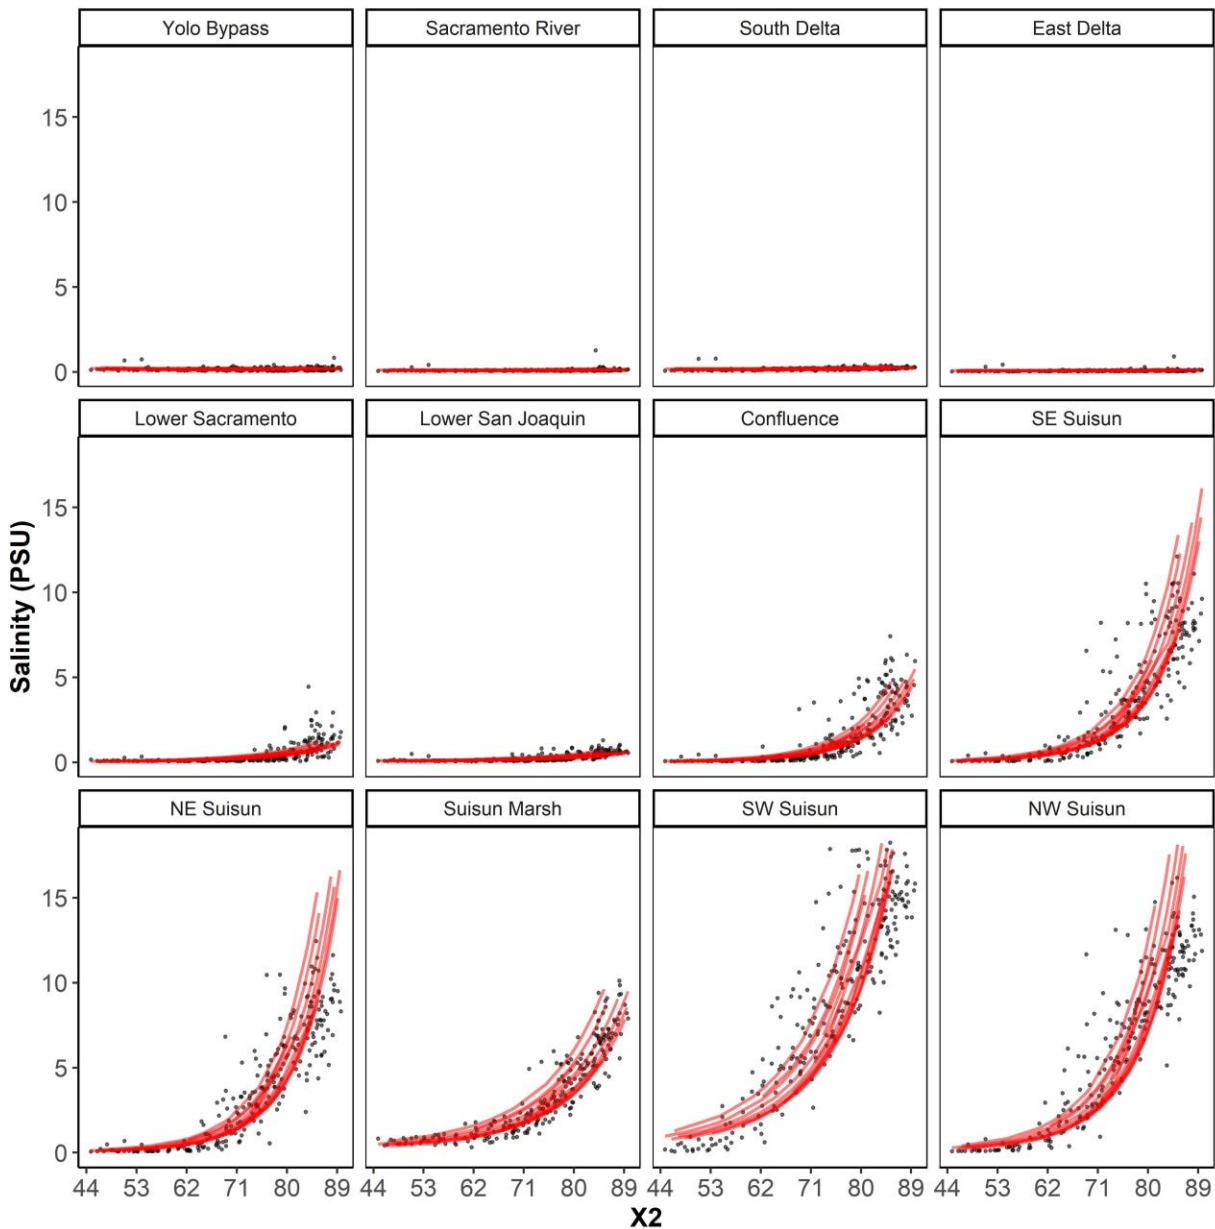 Yolo Bypass
Sacramento River
South Delta
East Delta
15
10
5
0
Lower Sacramento
Lower San Joaquin
Confluence
SE Suisun
15
10
5
0
Salinity (PSU)
NE Suisun
Suisun Marsh
SW Suisun
NW Suisun
15
10
5
0
44 53 62 71 80 89
44 53 62 71 80 89
44 53 62 71 80 89
44 53 62 71 80 89
X2